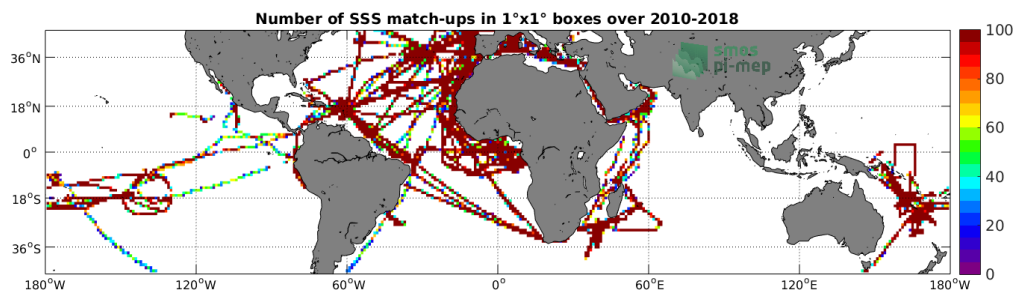 Number of SSS match-ups in 1°x1° boxes over 2010-2018
smos
pi-mep
36°N
18°N
0°
18°S
36°S
180°W 120°W 60°W 0° 60°E 120°E 180°W
100
80
60
40
20
0